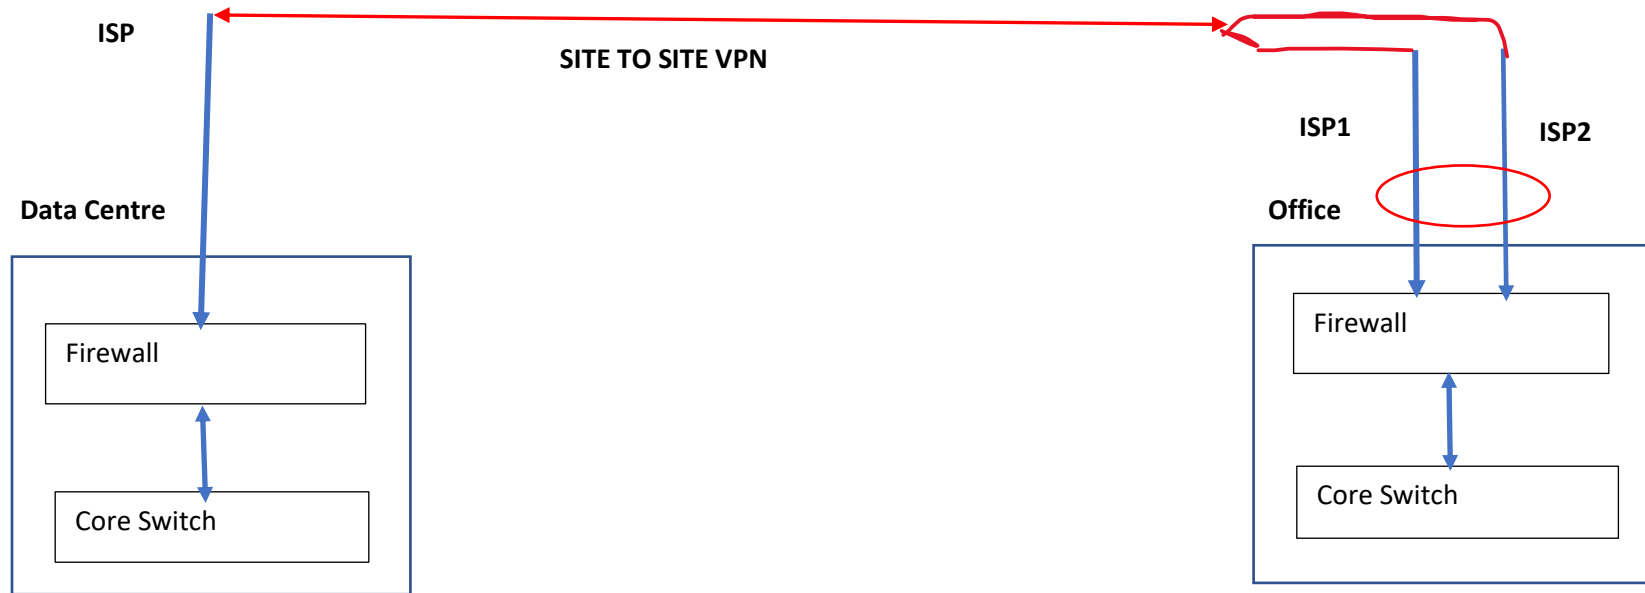 ISP
SITE TO SITE VPN
ISP1
ISP2
Data Centre
Office
Firewall
Firewall
Core Switch
Core Switch